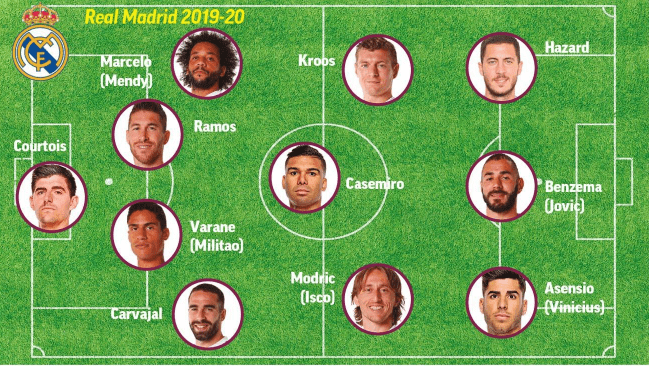 Real Madrid 2019-20
Marcelo
(Mendy)
Kroos
Hazard
Ramos
Courtois
Casemiro
Benzema
(Jovic)
Varane
(Militao)
Modric
(Isco)
Asensio
(Vinicius)
Carvajal